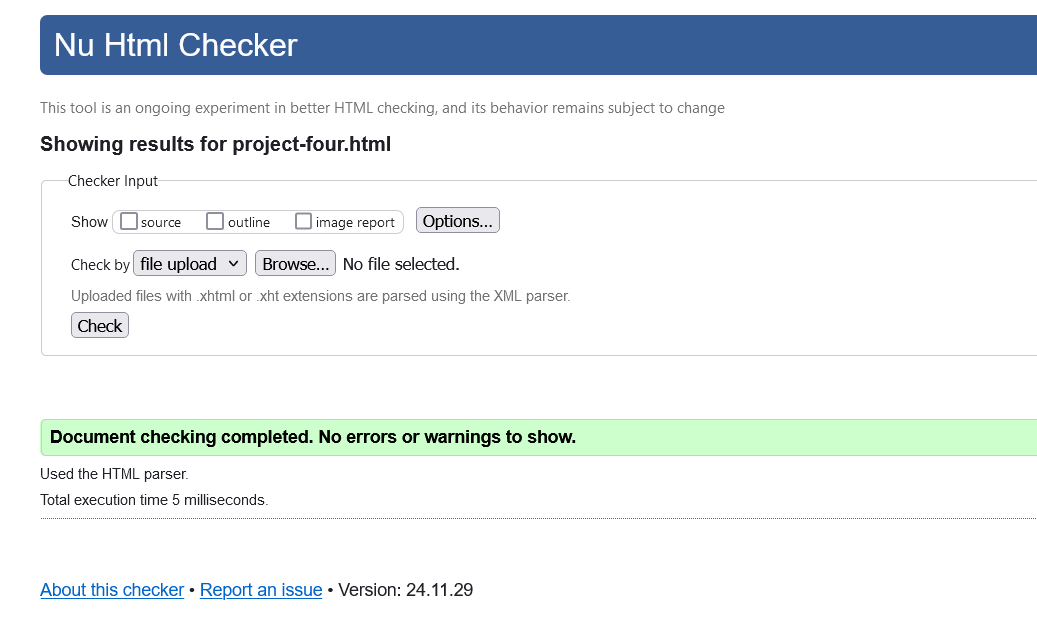 Nu Html Checker
This tool is an ongoing experiment in better HTML checking, and its behavior remains subject to change
Showing results for project-four.html
Checker Input
Show source outline image report Options...
Check by file upload Browse... No file selected.
Uploaded files with .xhtml or .xht extensions are parsed using the XML parser.
Check
Document checking completed. No errors or warnings to show.
Used the HTML parser.
Total execution time 5 milliseconds.
About this checker • Report an issue • Version: 24.11.29